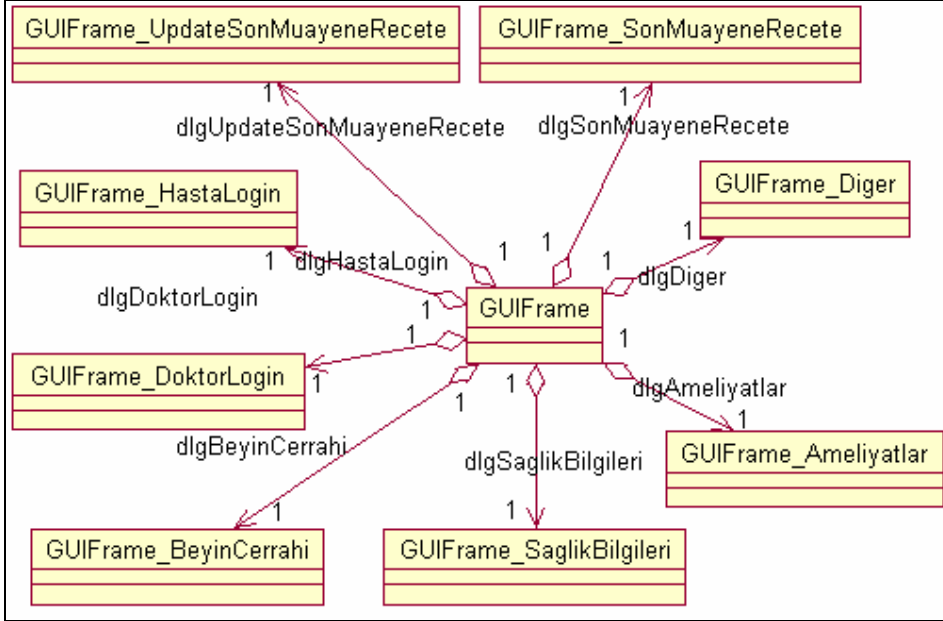 GUIFrame_UpdateSonMuayeneRecete
GUIFrame_SonMuayeneRecete
1
1
dlgUpdateSonMuayeneRecete
dlgSonMuayeneRecete
GUIFrame_HastaLogin
GUIFrame_Diger
1
dlgHastaLogin
1
1
1
1
dlgDiger
dlgDoktorLogin
1
GUIFrame
1
1
GUIFrame_DoktorLogin
1
1
1
dlgAmeliyatlar
1
dlgBeyinCerrahi
dlgSaglikBilgileri
GUIFrame_Ameliyatlar
1
1
GUIFrame_BeyinCerrahi
GUIFrame_SaglikBilgileri